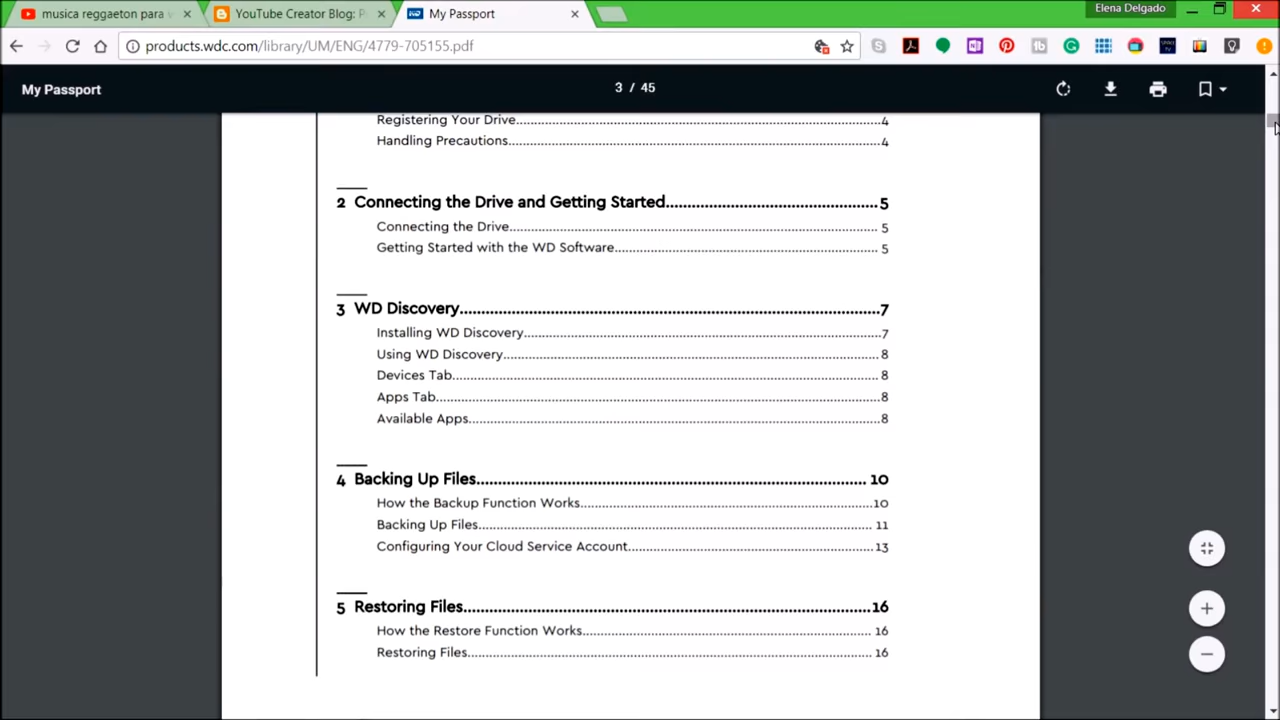 musica reggaeton para v
YouTube Creator Blog: P
My Passport
Elena Delgado
products.wdc.com/library/UM/ENG/4779-705155.pdf
My Passport
3 / 45
Registering Your Drive 4
Handling Precautions 4
2 Connecting the Drive and Getting Started 5
Connecting the Drive 5
Getting Started with the WD Software 5
3 WD Discovery 7
Installing WD Discovery 7
Using WD Discovery 8
Devices Tab 8
Apps Tab 8
Available Apps 8
4 Backing Up Files 10
How the Backup Function Works 10
Backing Up Files 11
Configuring Your Cloud Service Account 13
5 Restoring Files 16
How the Restore Function Works 16
Restoring Files 16